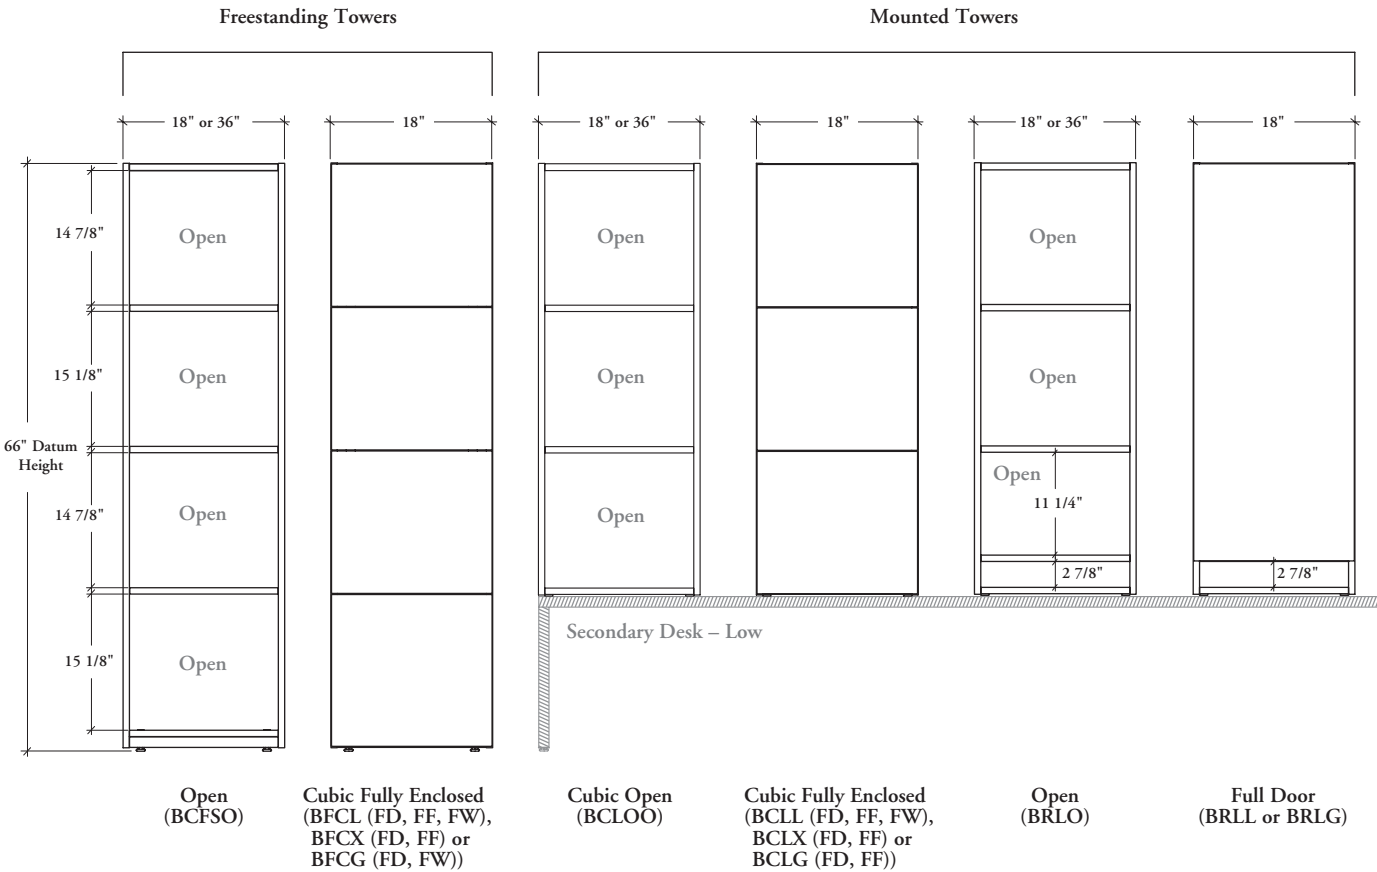 Freestanding Towers
Mounted Towers
18" or 36"
18"
18" or 36"
18"
18" or 36"
18"
14 7/8"
15 1/8"
66" Datum
Height
14 7/8"
15 1/8"
Open
Open
Open
Open
Open
Open
Open
Open
Open
Open
11 1/4"
2 7/8"
2 7/8"
Secondary Desk – Low
Open
(BCFSO)
Cubic Fully Enclosed
(BFCL (FD, FF, FW),
BFCX (FD, FF) or
BFCG (FD, FW))
Cubic Open
(BCLOO)
Cubic Fully Enclosed
(BCLL (FD, FF, FW),
BCLX (FD, FF) or
BCLG (FD, FF))
Open
(BRLO)
Full Door
(BRLL or BRLG)